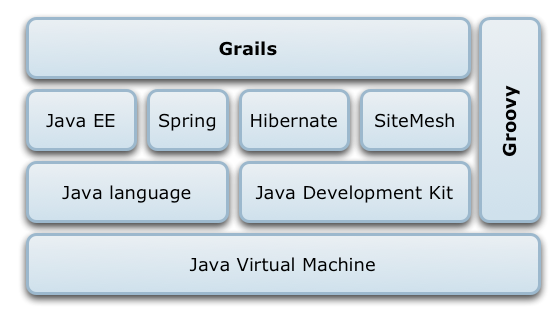 Grails
Java EE
Spring
Hibernate
SiteMesh
Groovy
Java language
Java Development Kit
Java Virtual Machine